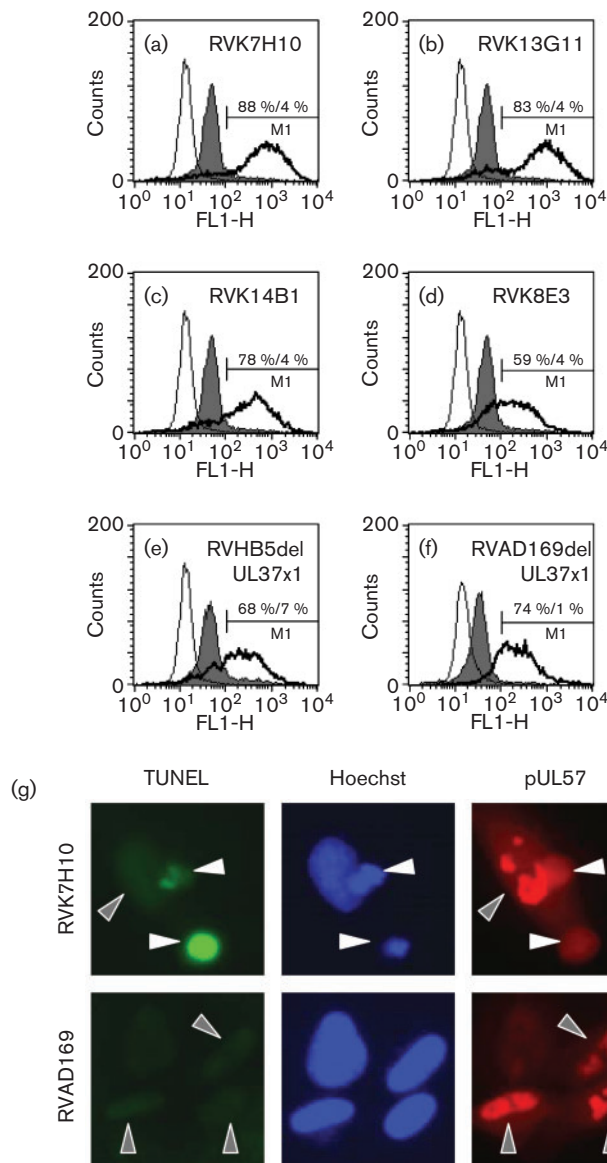 (a) RVK7H10
200
Counts
88 %/4 %
M1
0
10^0 10^1 10^2 10^3 10^4
FL1-H
(b) RVK13G11
200
Counts
83 %/4 %
M1
0
10^0 10^1 10^2 10^3 10^4
FL1-H
(c) RVK14B1
200
Counts
78 %/4 %
M1
0
10^0 10^1 10^2 10^3 10^4
FL1-H
(d) RVK8E3
200
Counts
59 %/4 %
M1
0
10^0 10^1 10^2 10^3 10^4
FL1-H
(e) RVHB5del
UL37x1
200
Counts
68 %/7 %
M1
0
10^0 10^1 10^2 10^3 10^4
FL1-H
(f) RVAD169del
UL37x1
200
Counts
74 %/1 %
M1
0
10^0 10^1 10^2 10^3 10^4
FL1-H
(g)
TUNEL Hoechst pUL57
RVK7H10
RVAD169